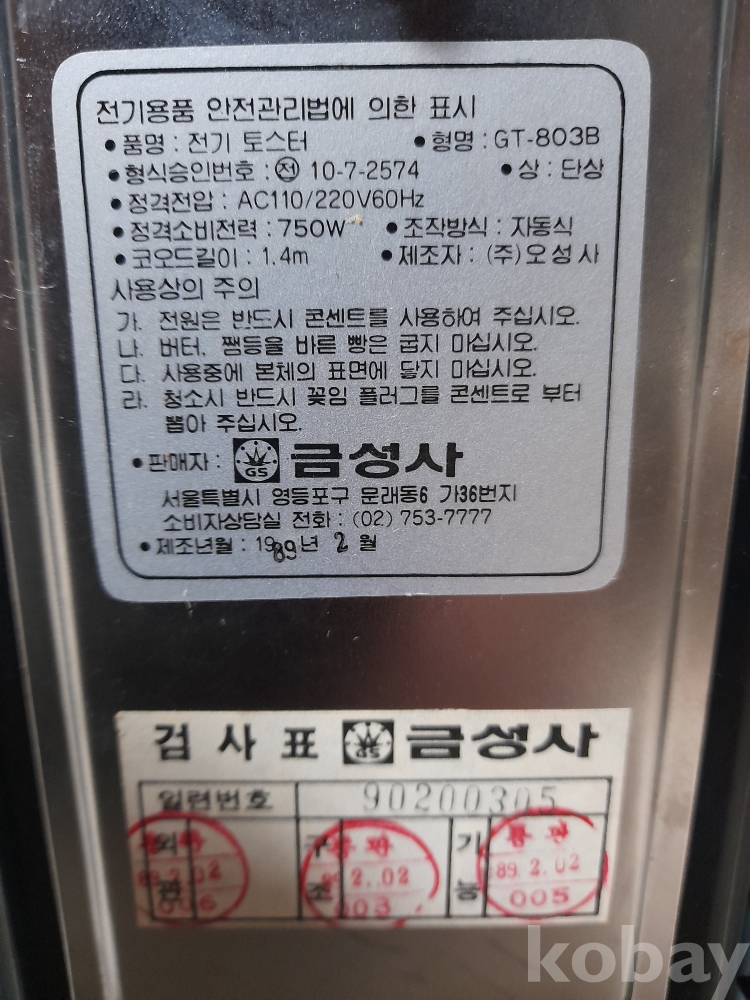 전기용품 안전관리법에 의한 표시
• 품명 : 전기 토스터 • 형명 : GT-803B
• 형식승인번호 : 전 10-7-2574 • 상 : 단상
• 정격전압 : AC110/220V60Hz
• 정격소비전력 : 750W • 조작방식 : 자동식
• 코오드길이 : 1.4m • 제조자 : (주)오성사
사용상의 주의
가. 전원은 반드시 콘센트를 사용하여 주십시오.
나. 버터, 쨈등을 바른 빵은 굽지 마십시오.
다. 사용중에 본체의 표면에 닿지 마십시오.
라. 청소시 반드시 꽂임 플러그를 콘센트로 부터
뽑아 주십시오.
• 판매자 : GS 금성사
서울특별시 영등포구 문래동6 가36번지
소비자상담실 전화 : (02) 753-7777
• 제조년월 : 1989년 2월
검사표 GS 금성사
일련번호 90200305
외관 구조 기능
89.2.02 2.02 89.2.02
006 003 005
kobay